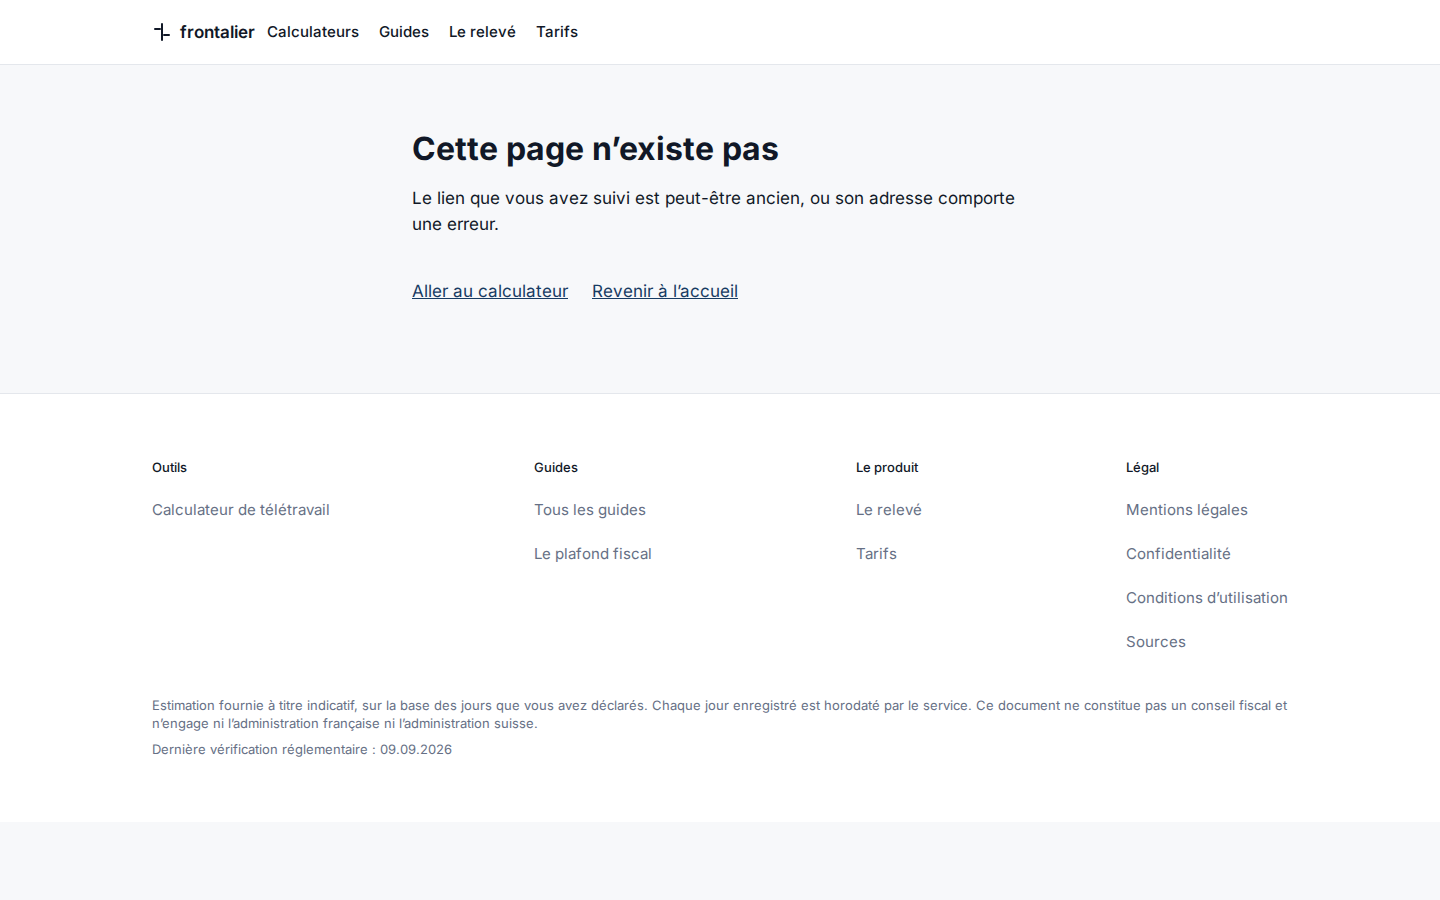 frontalier Calculateurs Guides Le relevé Tarifs
Cette page n’existe pas
Le lien que vous avez suivi est peut-être ancien, ou son adresse comporte
une erreur.
Aller au calculateur Revenir à l’accueil
Outils Guides Le produit Légal
Calculateur de télétravail Tous les guides Le relevé Mentions légales
Le plafond fiscal Tarifs Confidentialité
Conditions d’utilisation
Sources
Estimation fournie à titre indicatif, sur la base des jours que vous avez déclarés. Chaque jour enregistré est horodaté par le service. Ce document ne constitue pas un conseil fiscal et
n’engage ni l’administration française ni l’administration suisse.
Dernière vérification réglementaire : 09.09.2026